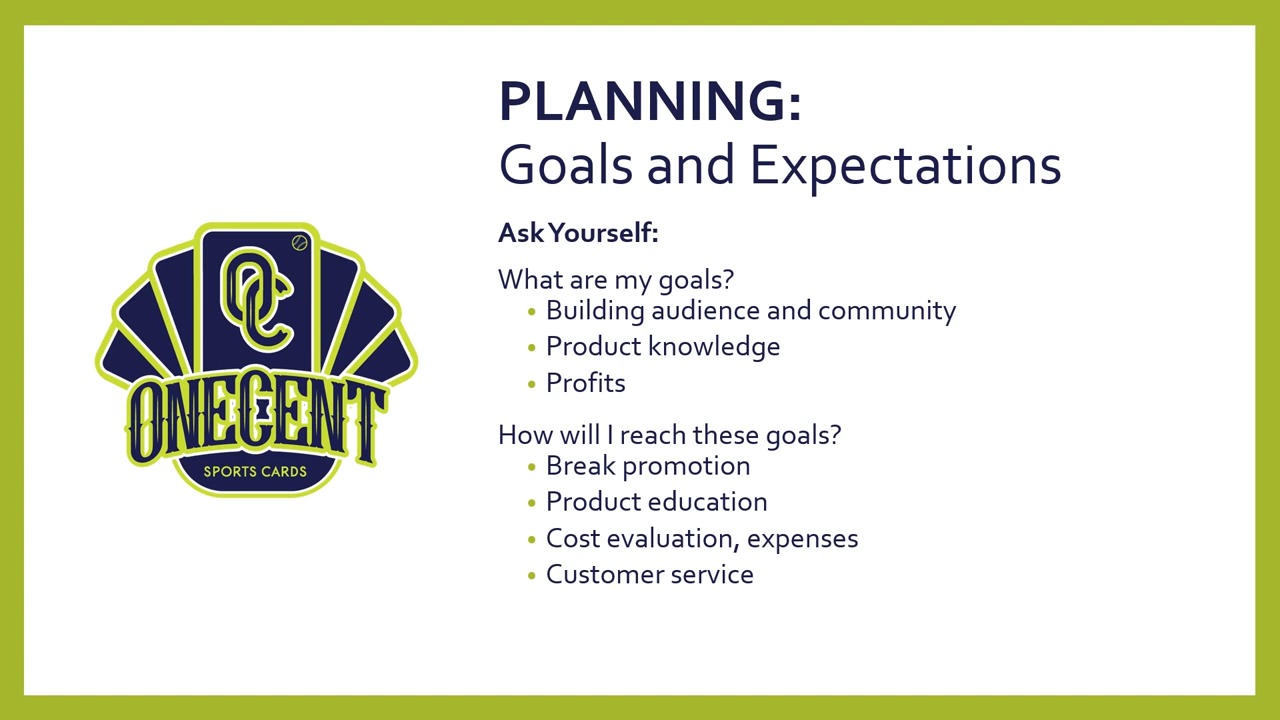 PLANNING:
Goals and Expectations
Ask Yourself:
What are my goals?
• Building audience and community
• Product knowledge
• Profits
How will I reach these goals?
• Break promotion
• Product education
• Cost evaluation, expenses
• Customer service
OC
ONECENT
SPORTS CARDS